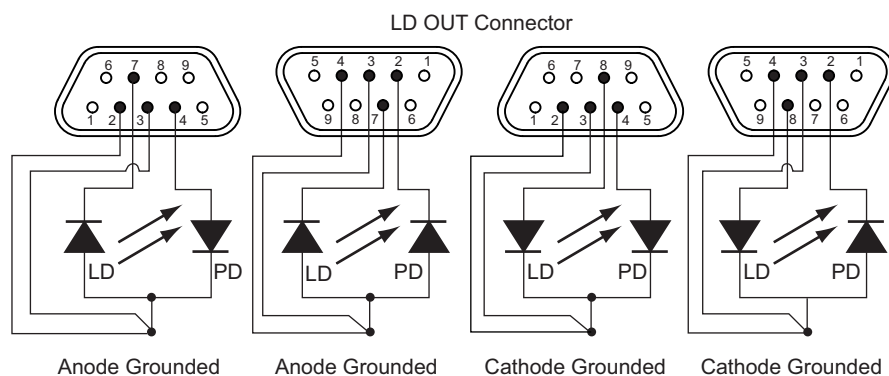 LD OUT Connector
6 7 8 9
1 2 3 4 5
5 4 3 2 1
9 8 7 6
6 7 8 9
1 2 3 4 5
5 4 3 2 1
9 8 7 6
LD PD
LD PD
LD PD
LD PD
Anode Grounded
Anode Grounded
Cathode Grounded
Cathode Grounded